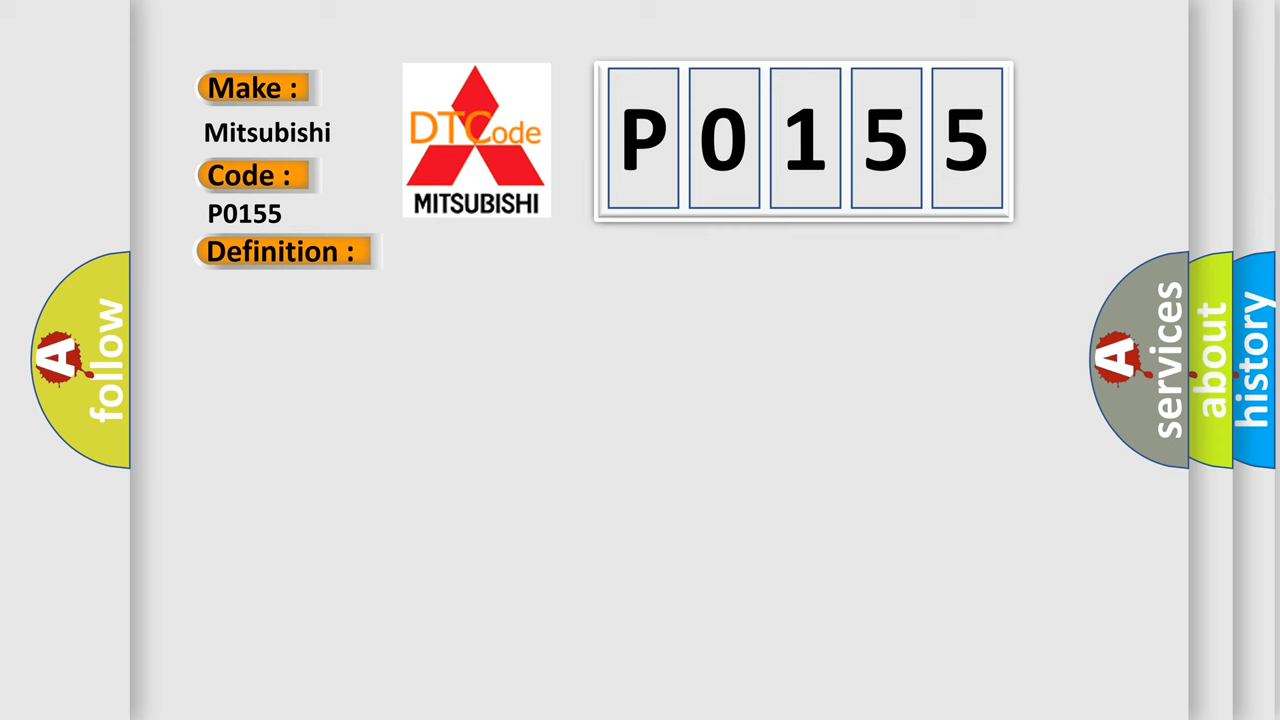 Make :
Mitsubishi
Code :
P0155
Definition :
DTCode
MITSUBISHI
P 0 1 5 5
A
follow
A
services
about
history